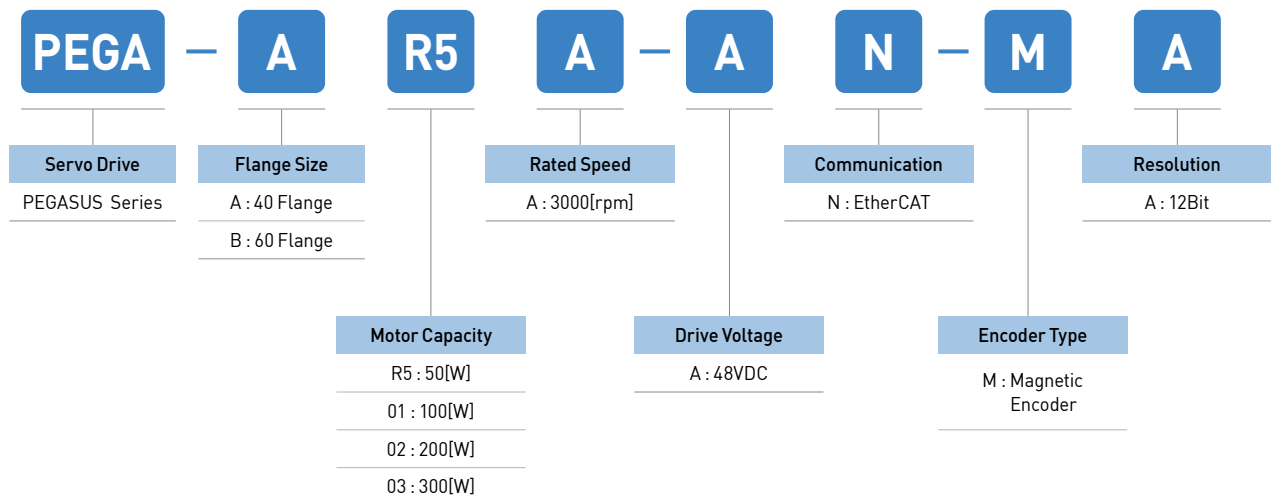 PEGA – A R5 A – A N – M A
Servo Drive
PEGASUS Series
Flange Size
A : 40 Flange
B : 60 Flange
Rated Speed
A : 3000[rpm]
Communication
N : EtherCAT
Resolution
A : 12Bit
Motor Capacity
R5 : 50[W]
01 : 100[W]
02 : 200[W]
03 : 300[W]
Drive Voltage
A : 48VDC
Encoder Type
M : Magnetic
Encoder